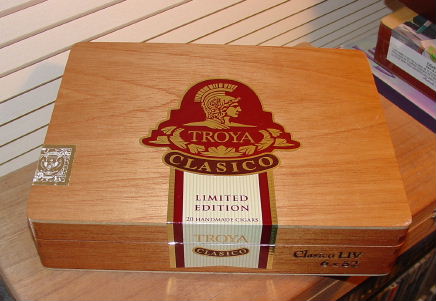 TROYA
CLASICO
LIMITED
EDITION
20 HANDMADE CIGARS
TROYA
CLASICO
Clasico LIV